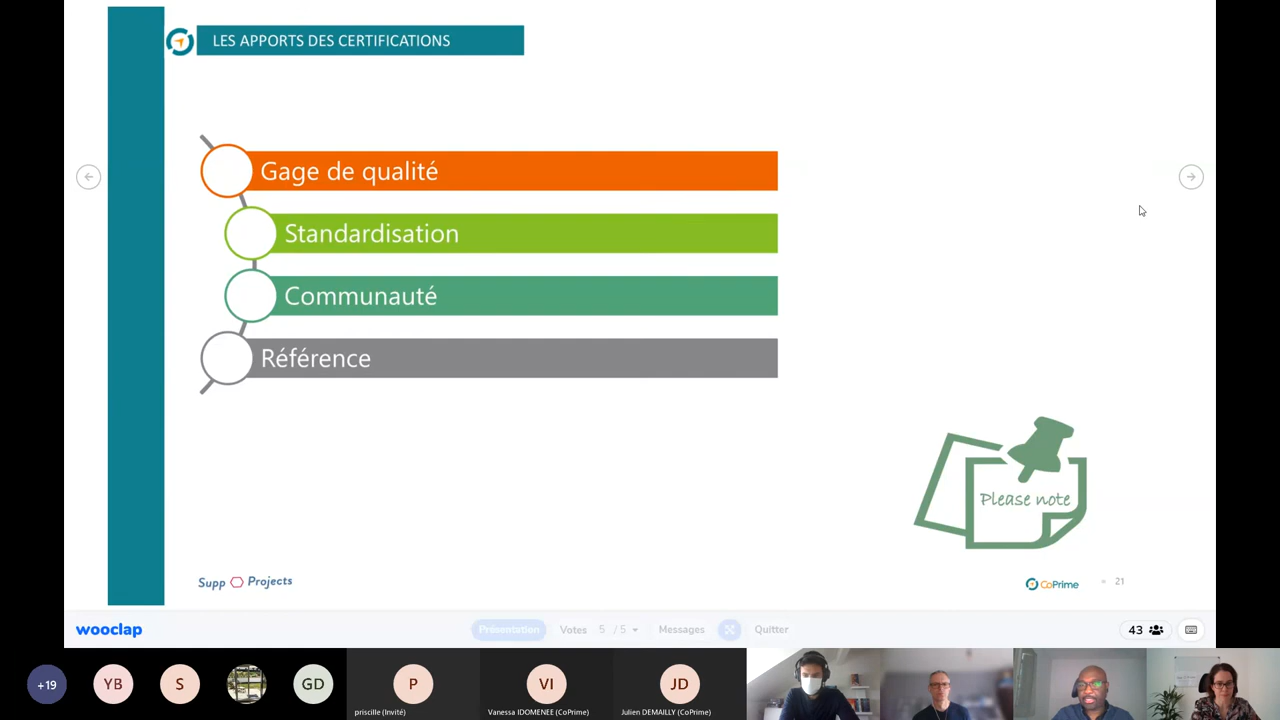 LES APPORTS DES CERTIFICATIONS
Gage de qualité
Standardisation
Communauté
Référence
Please note
Supp Projects
CoPrime
21
wooclap
Présentation
Votes 5 / 5
Messages
Quitter
43
+19
YB
S
GD
P
VI
JD
priscille (Invité)
Vanessa IDOMENEE (CoPrime)
Julien DEMAILLY (CoPrime)